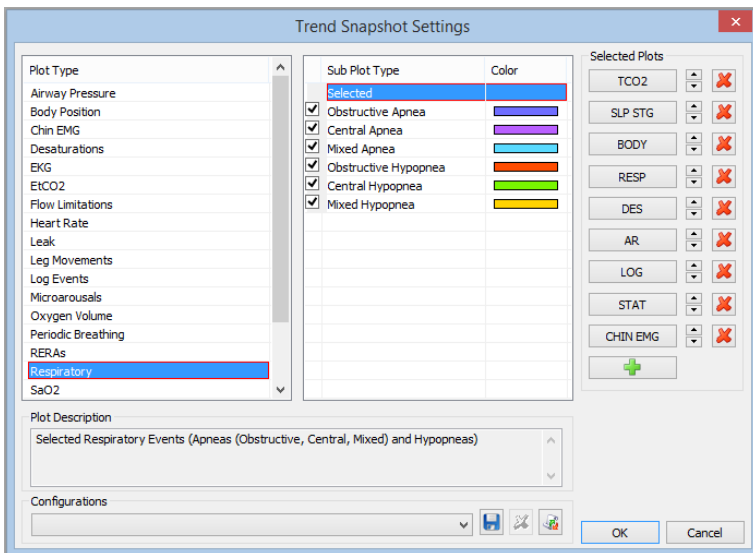 Trend Snapshot Settings
Plot Type
Airway Pressure
Body Position
Chin EMG
Desaturations
EKG
EtCO2
Flow Limitations
Heart Rate
Leak
Leg Movements
Log Events
Microarousals
Oxygen Volume
Periodic Breathing
RERAs
Respiratory
SaO2
Sub Plot Type Color
Selected
Obstructive Apnea
Central Apnea
Mixed Apnea
Obstructive Hypopnea
Central Hypopnea
Mixed Hypopnea
Selected Plots
TCO2
SLP STG
BODY
RESP
DES
AR
LOG
STAT
CHIN EMG
Plot Description
Selected Respiratory Events (Apneas (Obstructive, Central, Mixed) and Hypopneas)
Configurations
OK Cancel